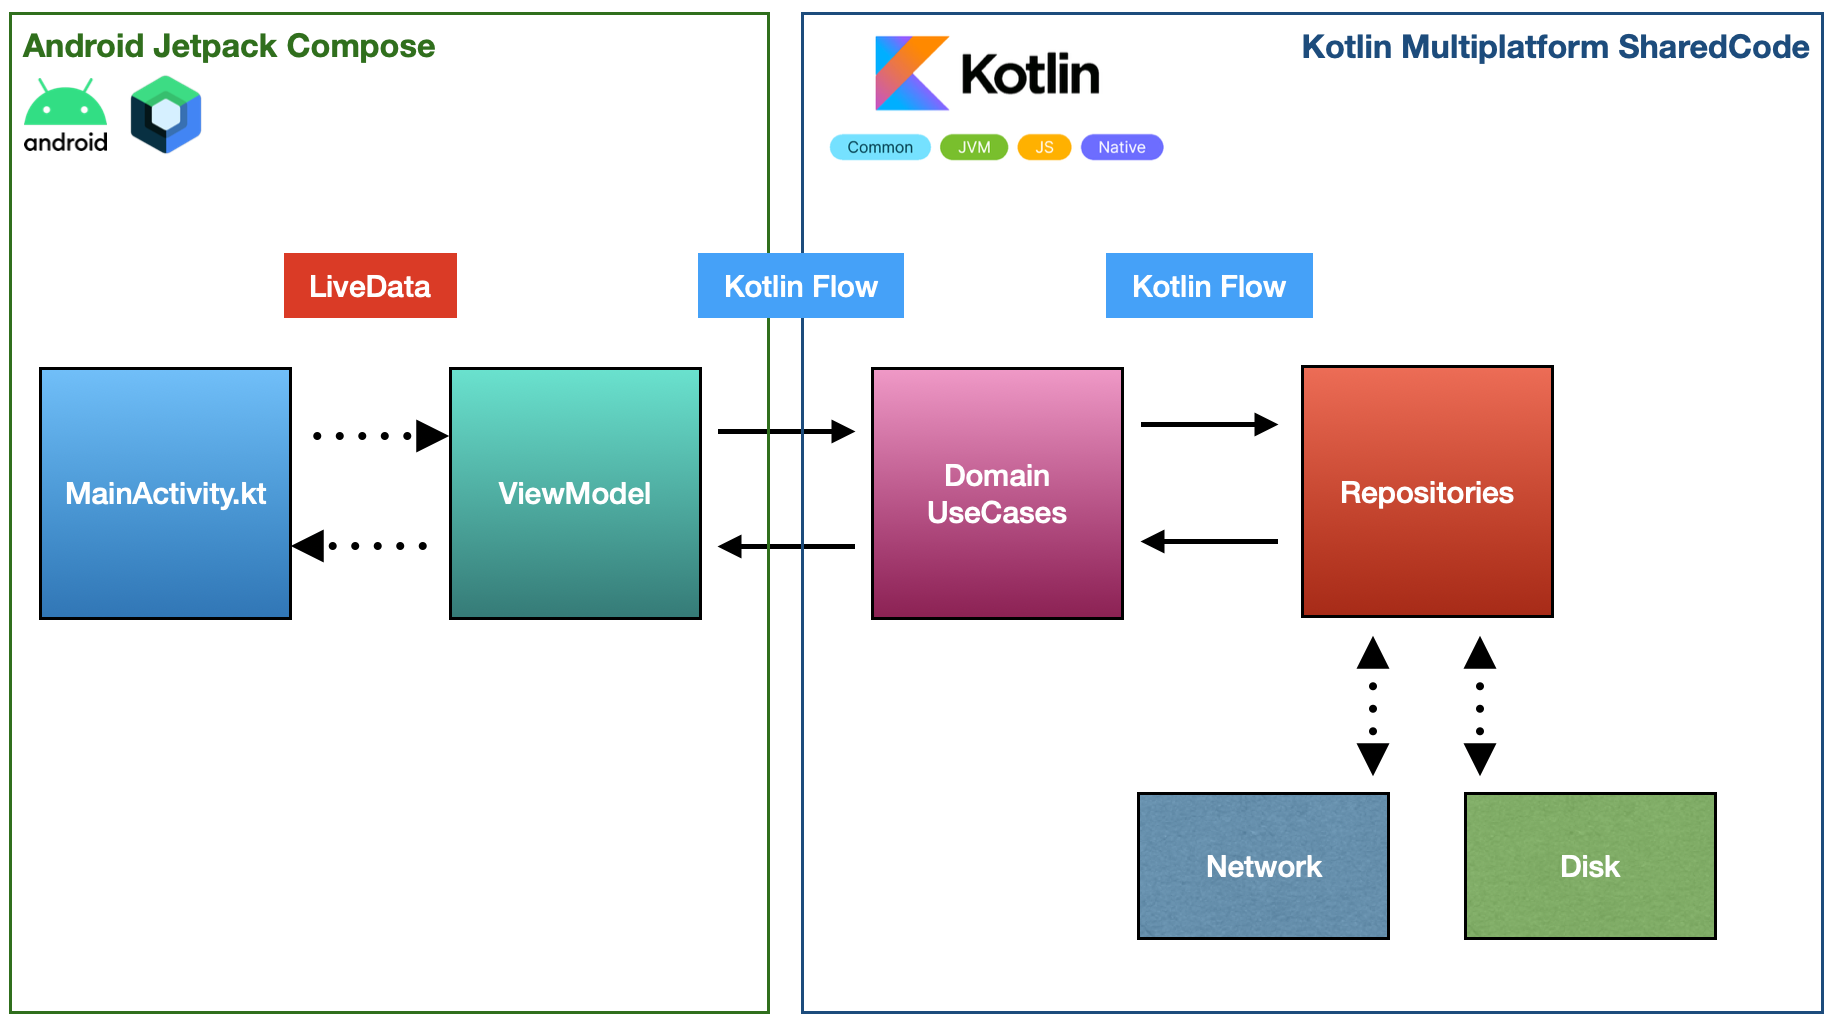 Android Jetpack Compose
android
Kotlin
Kotlin Multiplatform SharedCode
Common
JVM
JS
Native
LiveData
Kotlin Flow
Kotlin Flow
MainActivity.kt
ViewModel
Domain
UseCases
Repositories
Network
Disk